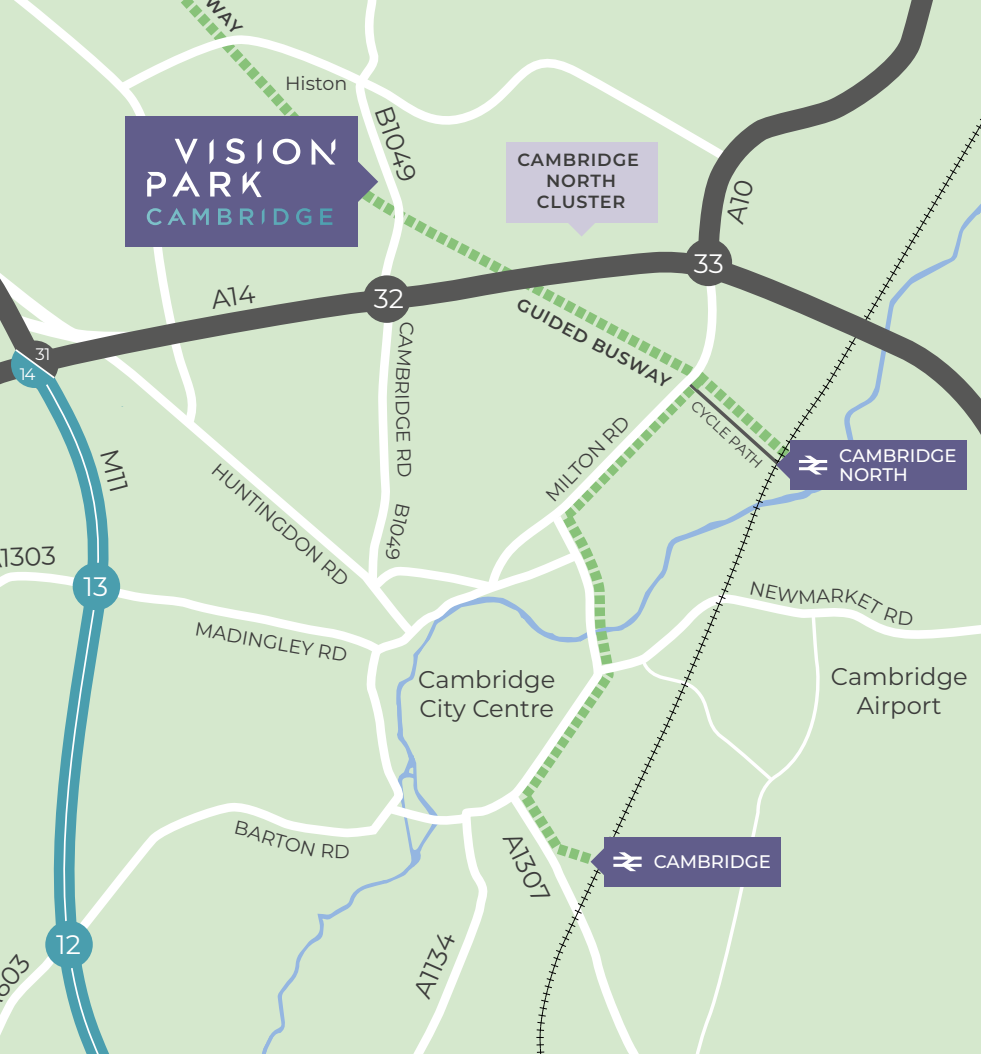 WAY
Histon
B1049
VISION
PARK
CAMBRIDGE
CAMBRIDGE
NORTH
CLUSTER
A10
33
A14
32
GUIDED BUSWAY
31
14
CAMBRIDGE RD
CYCLE PATH
MILTON RD
CAMBRIDGE
NORTH
M11
HUNTINGDON RD
B1049
A1303
13
NEWMARKET RD
MADINGLEY RD
Cambridge
City Centre
Cambridge
Airport
BARTON RD
A1307
CAMBRIDGE
12
A1134
603